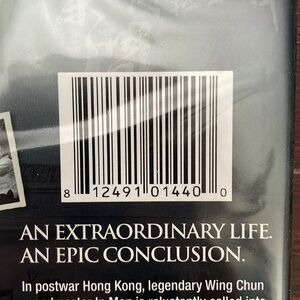 8 12491 01440 0
AN EXTRAORDINARY LIFE.
AN EPIC CONCLUSION.
In postwar Hong Kong, legendary Wing Chun
Ip Man is reluctantly called into